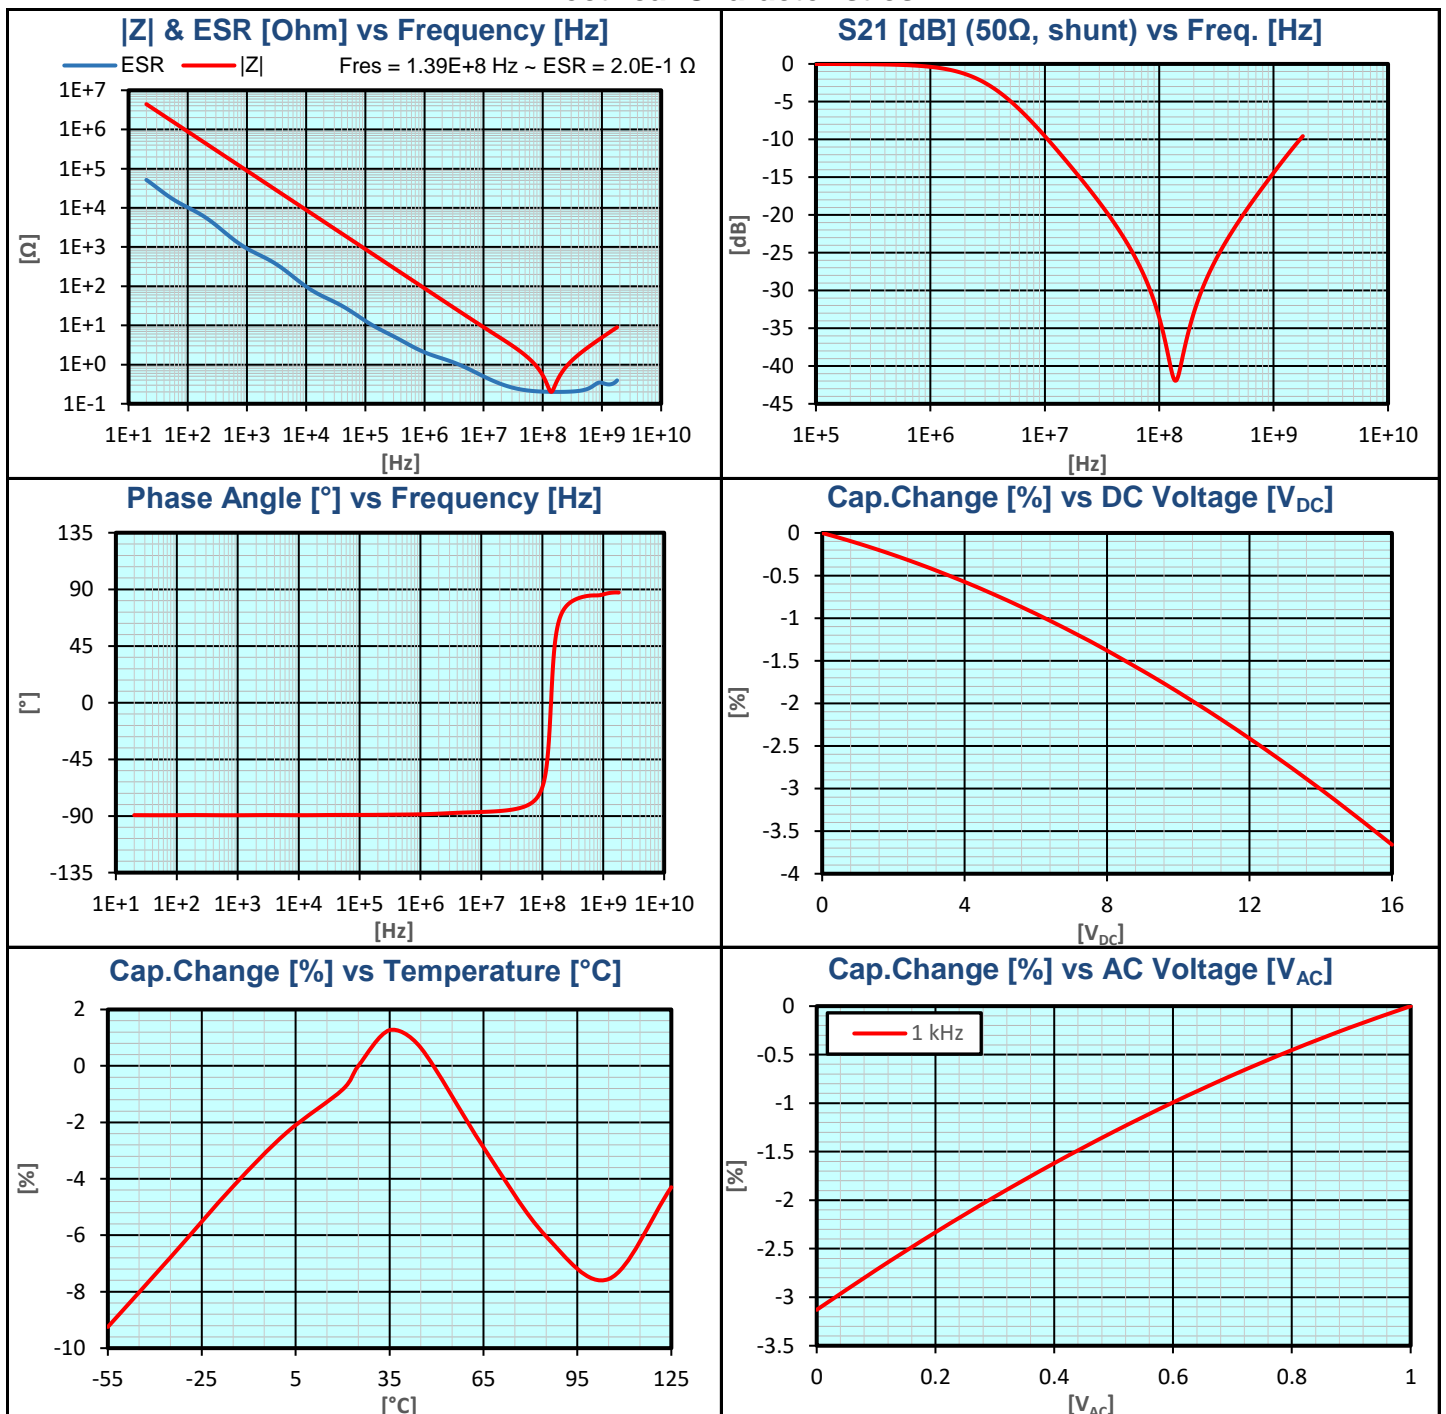 |Z| & ESR [Ohm] vs Frequency [Hz]
ESR |Z| Fres = 1.39E+8 Hz ~ ESR = 2.0E-1 Ω
1E+7
1E+6
1E+5
1E+4
1E+3
1E+2
1E+1
1E+0
1E-1
[Ω]
1E+1 1E+2 1E+3 1E+4 1E+5 1E+6 1E+7 1E+8 1E+9 1E+10
[Hz]
S21 [dB] (50Ω, shunt) vs Freq. [Hz]
0
-5
-10
-15
-20
-25
-30
-35
-40
-45
[dB]
1E+5 1E+6 1E+7 1E+8 1E+9 1E+10
[Hz]
Phase Angle [°] vs Frequency [Hz]
135
90
45
0
-45
-90
-135
[°]
1E+1 1E+2 1E+3 1E+4 1E+5 1E+6 1E+7 1E+8 1E+9 1E+10
[Hz]
Cap.Change [%] vs DC Voltage [VDC]
0
-0.5
-1
-1.5
-2
-2.5
-3
-3.5
-4
[%]
0 4 8 12 16
[VDC]
Cap.Change [%] vs Temperature [°C]
2
0
-2
-4
-6
-8
-10
[%]
-55 -25 5 35 65 95 125
[°C]
Cap.Change [%] vs AC Voltage [VAC]
1 kHz
0
-0.5
-1
-1.5
-2
-2.5
-3
-3.5
[%]
0 0.2 0.4 0.6 0.8 1
[VAC]